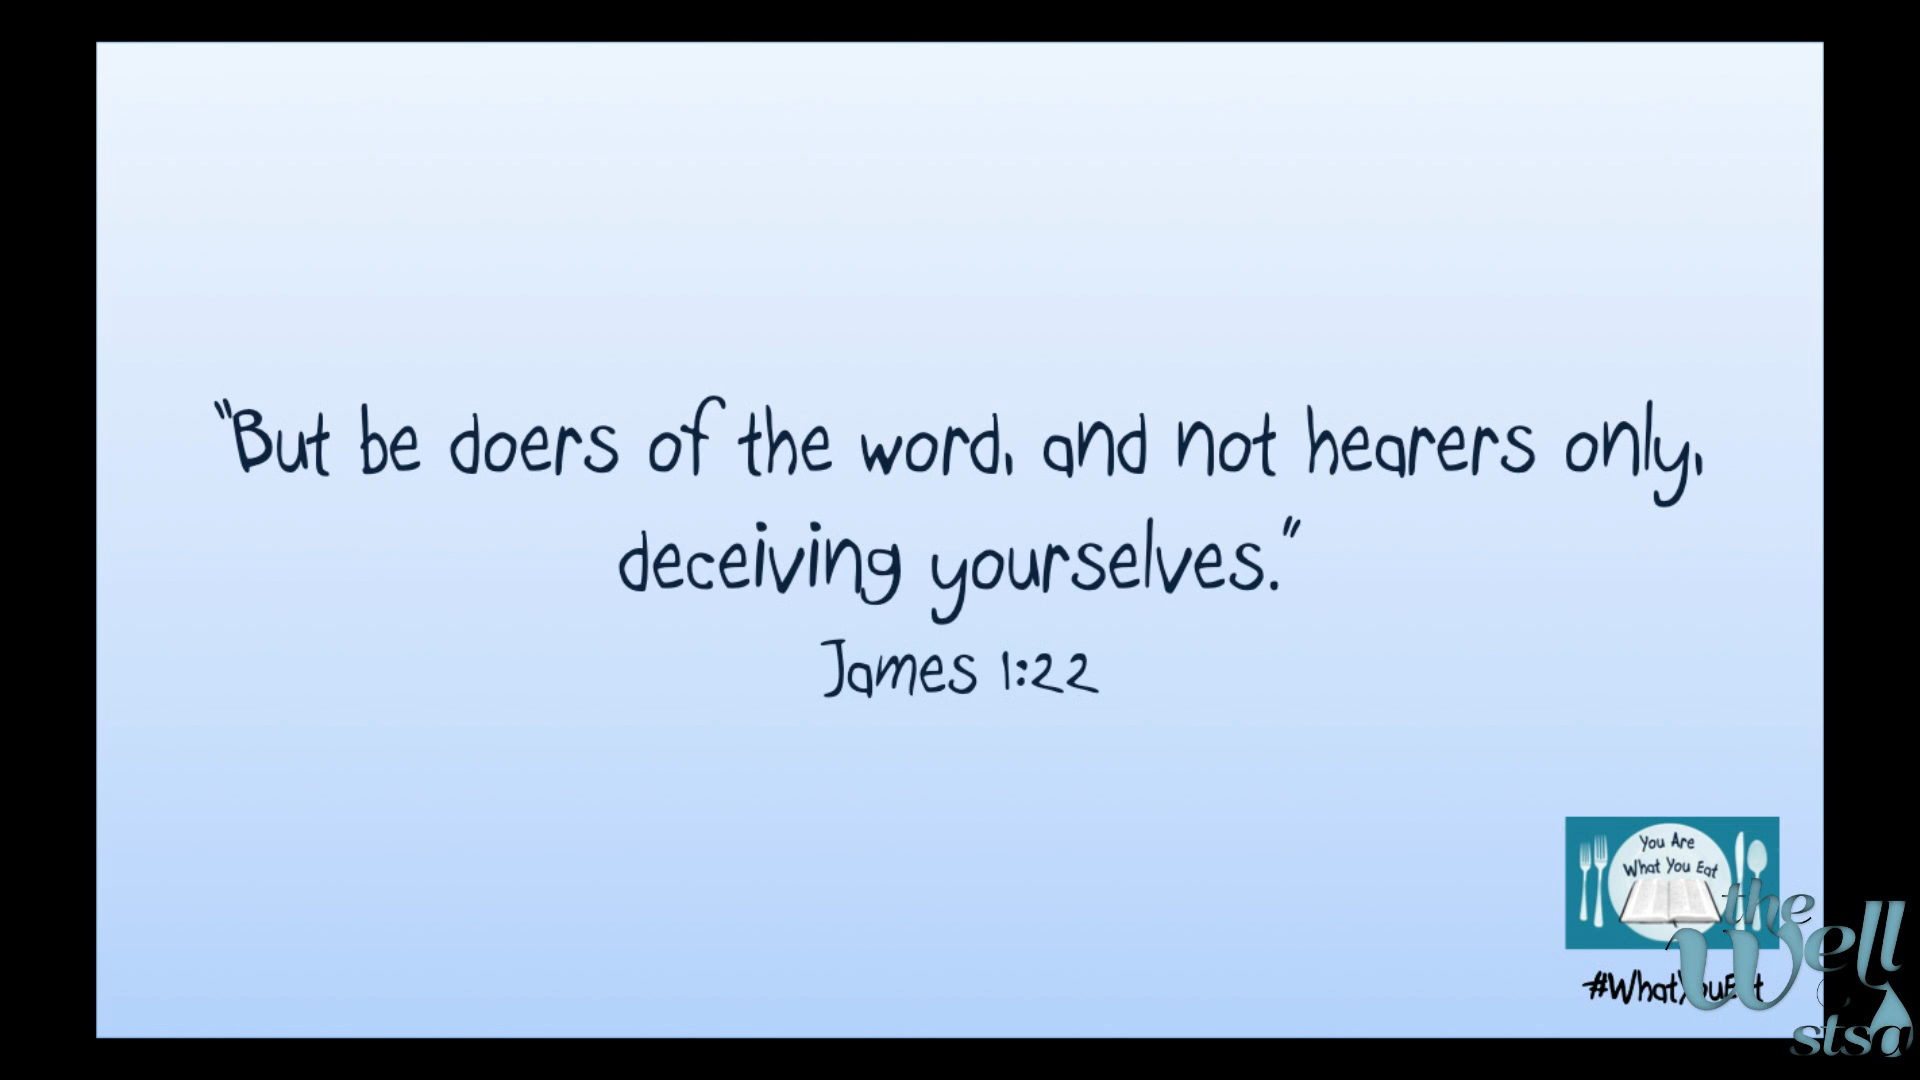 “But be doers of the word, and not hearers only,
deceiving yourselves.”
James 1:22
You Are
What You Eat
#WhatYouEat
the
Well
stsa